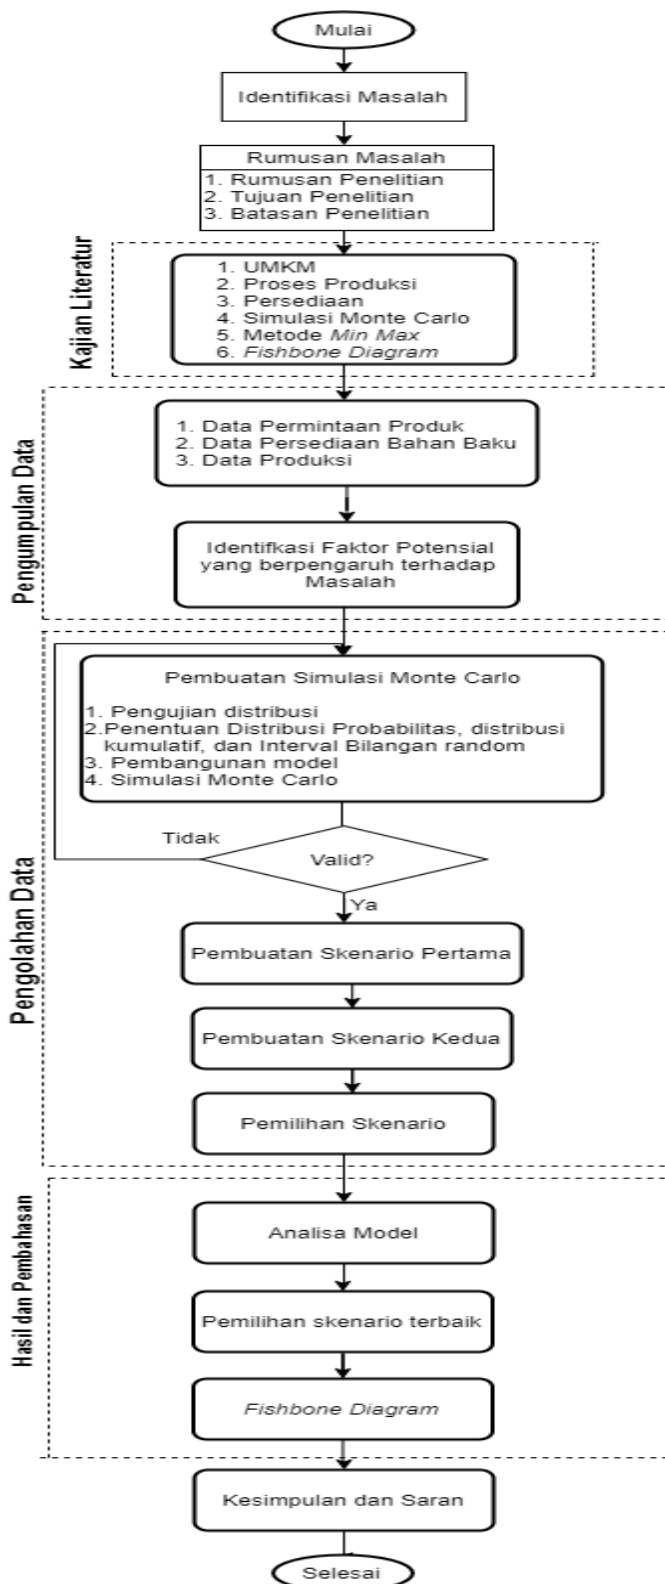 Mulai
Identifikasi Masalah
Rumusan Masalah
1. Rumusan Penelitian
2. Tujuan Penelitian
3. Batasan Penelitian
Kajian Literatur
1. UMKM
2. Proses Produksi
3. Persediaan
4. Simulasi Monte Carlo
5. Metode Min Max
6. Fishbone Diagram
Pengumpulan Data
1. Data Permintaan Produk
2. Data Persediaan Bahan Baku
3. Data Produksi
Identifkasi Faktor Potensial
yang berpengaruh terhadap
Masalah
Pengolahan Data
Pembuatan Simulasi Monte Carlo
1. Pengujian distribusi
2.Penentuan Distribusi Probabilitas, distribusi
kumulatif, dan Interval Bilangan random
3. Pembangunan model
4. Simulasi Monte Carlo
Tidak
Valid?
Ya
Pembuatan Skenario Pertama
Pembuatan Skenario Kedua
Pemilihan Skenario
Hasil dan Pembahasan
Analisa Model
Pemilihan skenario terbaik
Fishbone Diagram
Kesimpulan dan Saran
Selesai